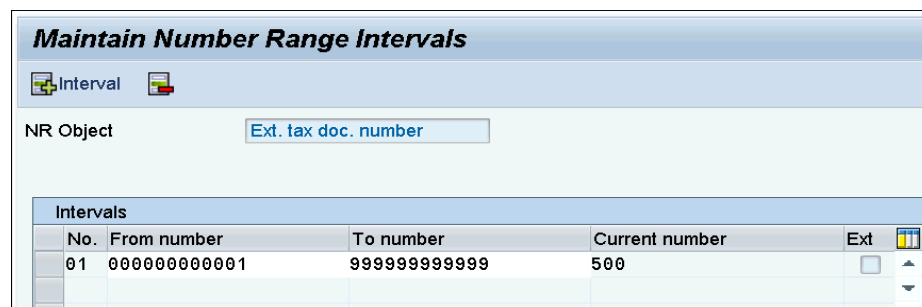 Maintain Number Range Intervals
Interval
NR Object Ext. tax doc. number
Intervals
No. From number To number Current number Ext
01 000000000001 999999999999 500